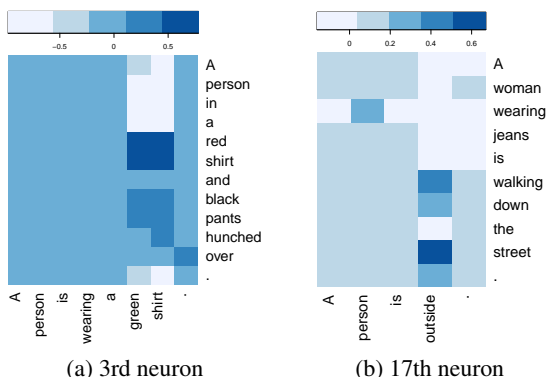 −0.5 0 0.5
A
person
in
a
red
shirt
and
black
pants
hunched
over
.
A person is wearing a green shirt .
(a) 3rd neuron
0 0.2 0.4 0.6
A
woman
wearing
jeans
is
walking
down
the
street
.
A person is outside .
(b) 17th neuron